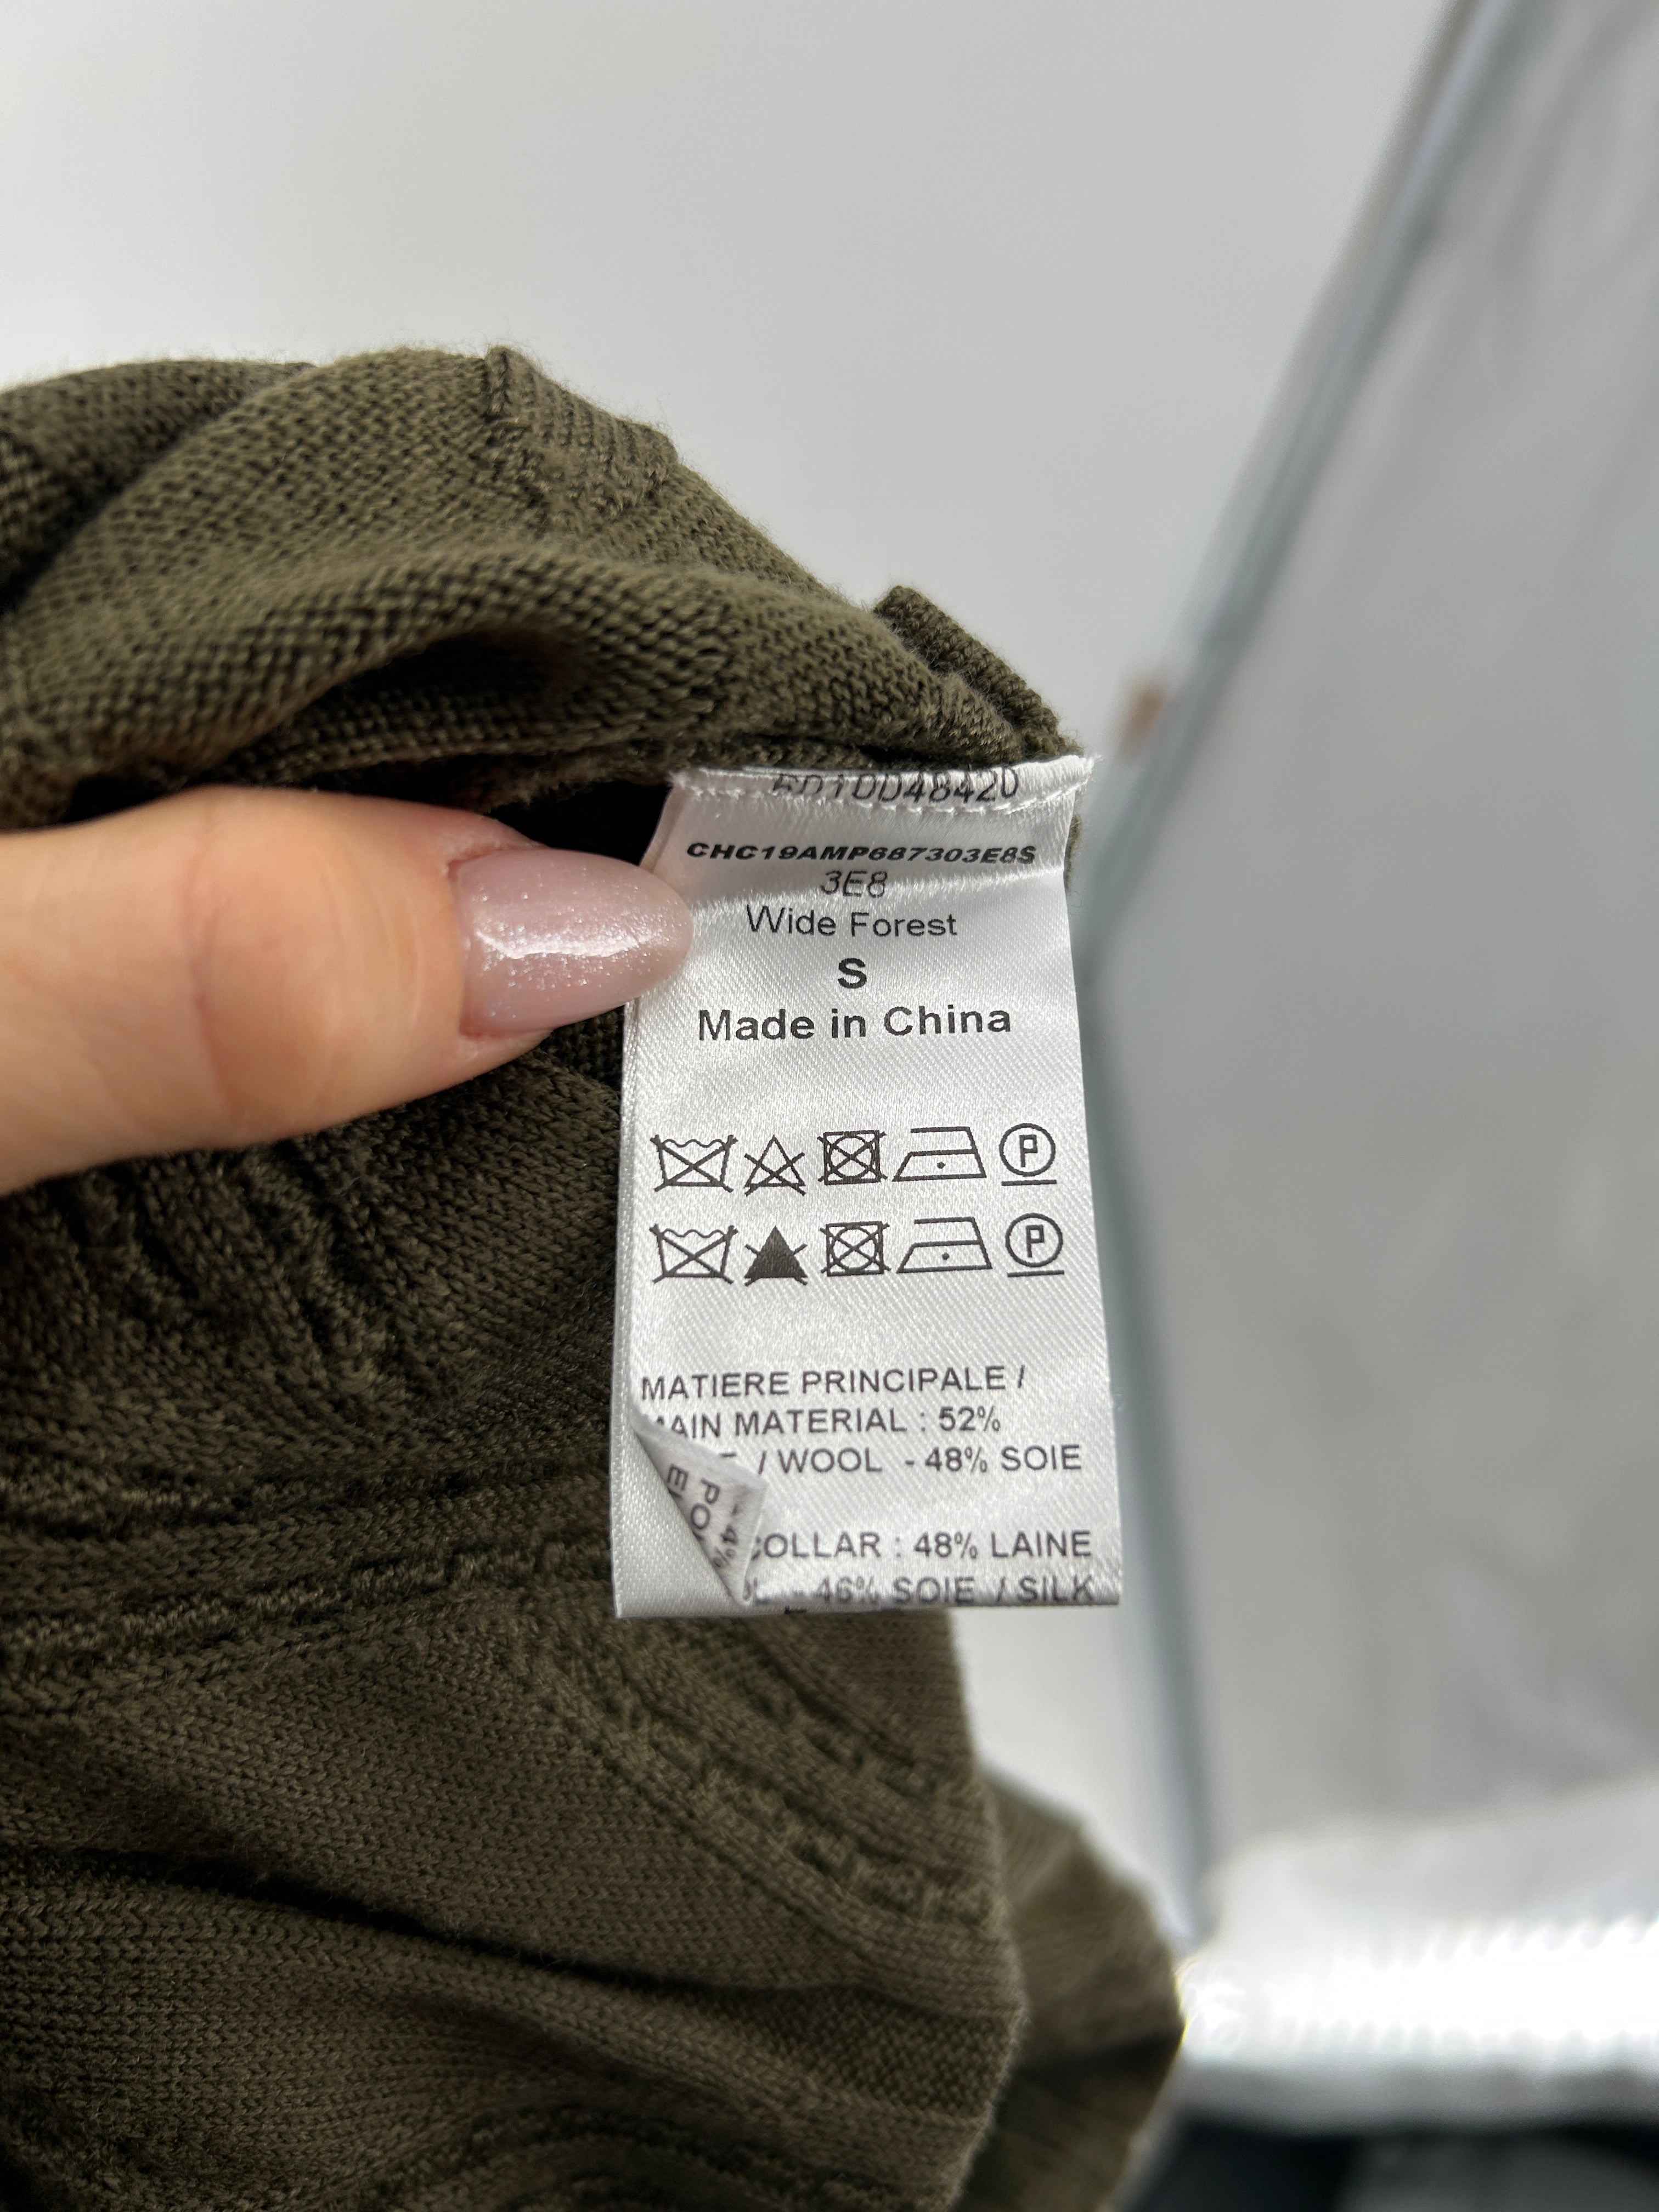 CHC19AMP687303E8S
3E8
Wide Forest
S
Made in China
P
P
MATIERE PRINCIPALE /
MAIN MATERIAL : 52%
/ WOOL - 48% SOIE
COLLAR : 48% LAINE
- 46% SOIE / SILK